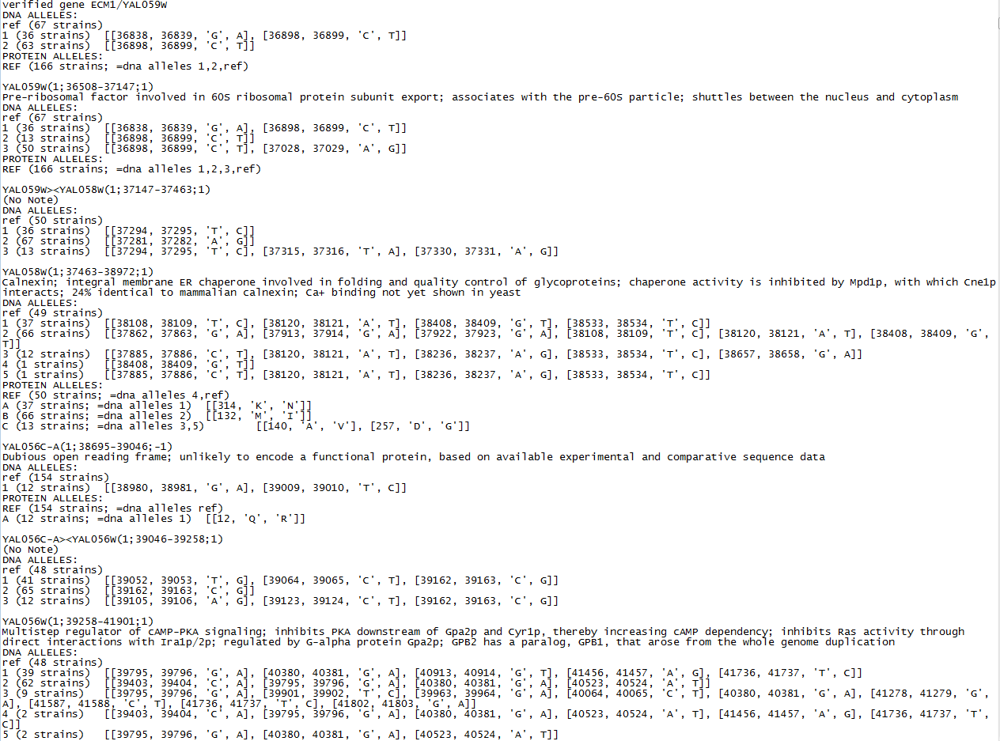 verified gene ECM1/YAL059W
DNA ALLELES:
ref (67 strains)
1 (36 strains)  [[36838, 36839, 'G', A], [36898, 36899, 'C', T]]
2 (63 strains)  [[36898, 36899, 'C', T]]
PROTEIN ALLELES:
REF (166 strains; =dna alleles 1,2,ref)

YAL059W(1;36508-37147;1)
Pre-ribosomal factor involved in 60S ribosomal protein subunit export; associates with the pre-60S particle; shuttles between the nucleus and cytoplasm
DNA ALLELES:
ref (67 strains)
1 (36 strains)  [[36838, 36839, 'G', A], [36898, 36899, 'C', T]]
2 (13 strains)  [[36898, 36899, 'C', T]]
3 (50 strains)  [[36898, 36899, 'C', T], [37028, 37029, 'A', G]]
PROTEIN ALLELES:
REF (166 strains; =dna alleles 1,2,3,ref)

YAL059W><YAL058W(1;37147-37463;1)
(No Note)
DNA ALLELES:
ref (50 strains)
1 (36 strains)  [[37294, 37295, 'T', C]]
2 (67 strains)  [[37281, 37282, 'A', G]]
3 (13 strains)  [[37294, 37295, 'T', C], [37315, 37316, 'T', A], [37330, 37331, 'A', G]]

YAL058W(1;37463-38972;1)
Calnexin; integral membrane ER chaperone involved in folding and quality control of glycoproteins; chaperone activity is inhibited by Mpd1p, with which Cne1p
interacts; 24% identical to mammalian calnexin; Ca+ binding not yet shown in yeast
DNA ALLELES:
ref (49 strains)
1 (37 strains)  [[38108, 38109, 'T', C], [38120, 38121, 'A', T], [38408, 38409, 'G', T], [38533, 38534, 'T', C]]
2 (66 strains)  [[37862, 37863, 'G', A], [37913, 37914, 'G', A], [37922, 37923, 'G', A], [38108, 38109, 'T', C], [38120, 38121, 'A', T], [38408, 38409, 'G',
T]]
3 (12 strains)  [[37885, 37886, 'C', T], [38120, 38121, 'A', T], [38236, 38237, 'A', G], [38533, 38534, 'T', C], [38657, 38658, 'G', A]]
4 (1 strains)   [[38408, 38409, 'G', T]]
5 (1 strains)   [[37885, 37886, 'C', T], [38120, 38121, 'A', T], [38236, 38237, 'A', G], [38533, 38534, 'T', C]]
PROTEIN ALLELES:
REF (50 strains; =dna alleles 4,ref)
A (37 strains; =dna alleles 1)  [[314, 'K', 'N']]
B (66 strains; =dna alleles 2)  [[132, 'M', 'I']]
C (13 strains; =dna alleles 3,5)        [[140, 'A', 'V'], [257, 'D', 'G']]

YAL056C-A(1;38695-39046;-1)
Dubious open reading frame; unlikely to encode a functional protein, based on available experimental and comparative sequence data
DNA ALLELES:
ref (154 strains)
1 (12 strains)  [[38980, 38981, 'G', A], [39009, 39010, 'T', C]]
PROTEIN ALLELES:
REF (154 strains; =dna alleles ref)
A (12 strains; =dna alleles 1)  [[12, 'Q', 'R']]

YAL056C-A><YAL056W(1;39046-39258;1)
(No Note)
DNA ALLELES:
ref (48 strains)
1 (41 strains)  [[39052, 39053, 'T', G], [39064, 39065, 'C', T], [39162, 39163, 'C', G]]
2 (65 strains)  [[39162, 39163, 'C', G]]
3 (12 strains)  [[39105, 39106, 'A', G], [39123, 39124, 'C', T], [39162, 39163, 'C', G]]

YAL056W(1;39258-41901;1)
Multistep regulator of cAMP-PKA signaling; inhibits PKA downstream of Gpa2p and Cyr1p, thereby increasing cAMP dependency; inhibits Ras activity through
direct interactions with Ira1p/2p; regulated by G-alpha protein Gpa2p; GPB2 has a paralog, GPB1, that arose from the whole genome duplication
DNA ALLELES:
ref (48 strains)
1 (39 strains)  [[39795, 39796, 'G', A], [40380, 40381, 'G', A], [40913, 40914, 'G', T], [41456, 41457, 'A', G], [41736, 41737, 'T', C]]
2 (62 strains)  [[39403, 39404, 'C', A], [39795, 39796, 'G', A], [40380, 40381, 'G', A], [40523, 40524, 'A', T]]
3 (9 strains)   [[39795, 39796, 'G', A], [39901, 39902, 'T', C], [39963, 39964, 'G', A], [40064, 40065, 'C', T], [40380, 40381, 'G', A], [41278, 41279, 'G',
A], [41587, 41588, 'C', T], [41736, 41737, 'T', C], [41802, 41803, 'G', A]]
4 (2 strains)   [[39403, 39404, 'C', A], [39795, 39796, 'G', A], [40380, 40381, 'G', A], [40523, 40524, 'A', T], [41456, 41457, 'A', G], [41736, 41737, 'T',
C]]
5 (2 strains)   [[39795, 39796, 'G', A], [40380, 40381, 'G', A], [40523, 40524, 'A', T]]